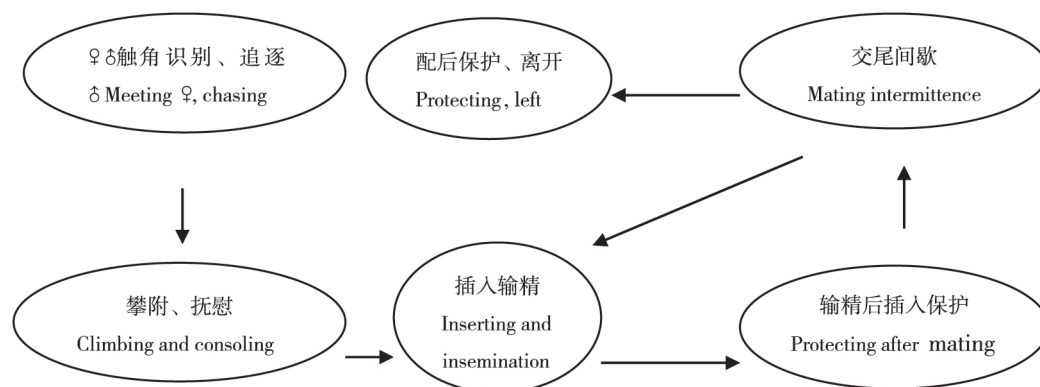 ♀♂触角识别、追逐
♂ Meeting ♀, chasing
配后保护、离开
Protecting, left
交尾间歇
Mating intermittence
攀附、抚慰
Climbing and consoling
插入输精
Inserting and
insemination
输精后插入保护
Protecting after mating